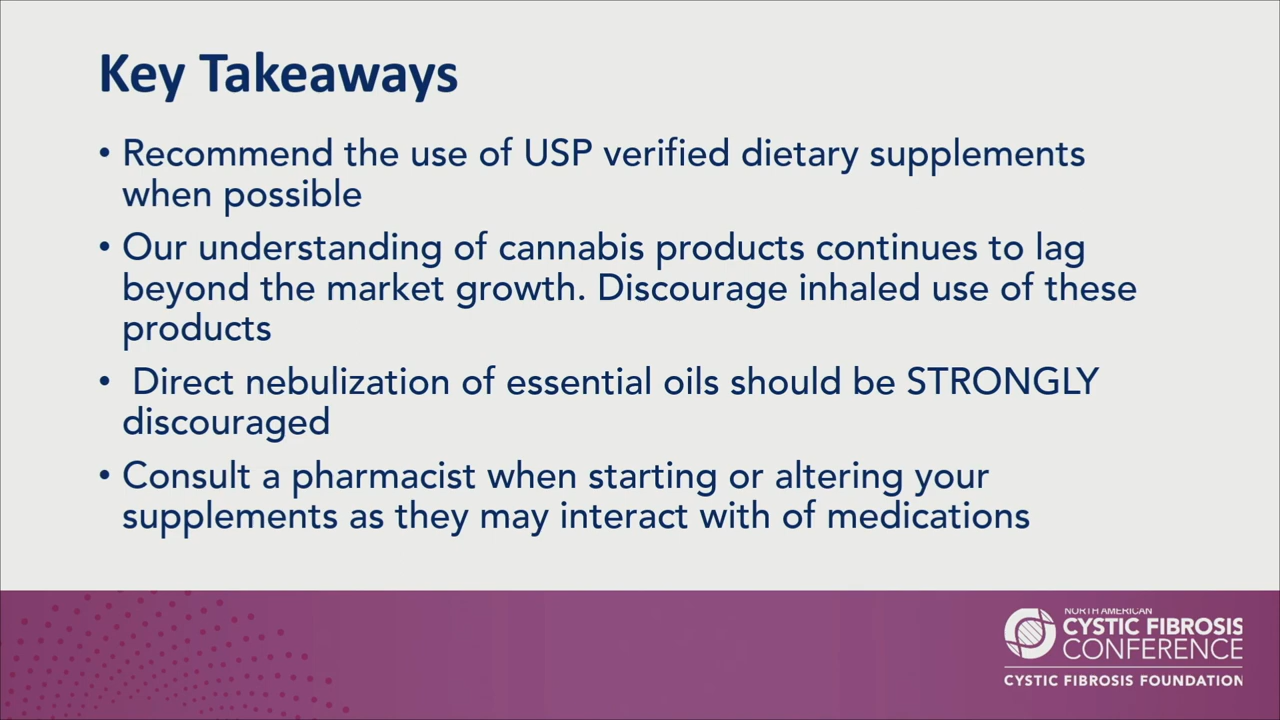 Key Takeaways
• Recommend the use of USP verified dietary supplements
when possible
• Our understanding of cannabis products continues to lag
beyond the market growth. Discourage inhaled use of these
products
• Direct nebulization of essential oils should be STRONGLY
discouraged
• Consult a pharmacist when starting or altering your
supplements as they may interact with of medications
NORTH AMERICAN
CYSTIC FIBROSIS
CONFERENCE
CYSTIC FIBROSIS FOUNDATION